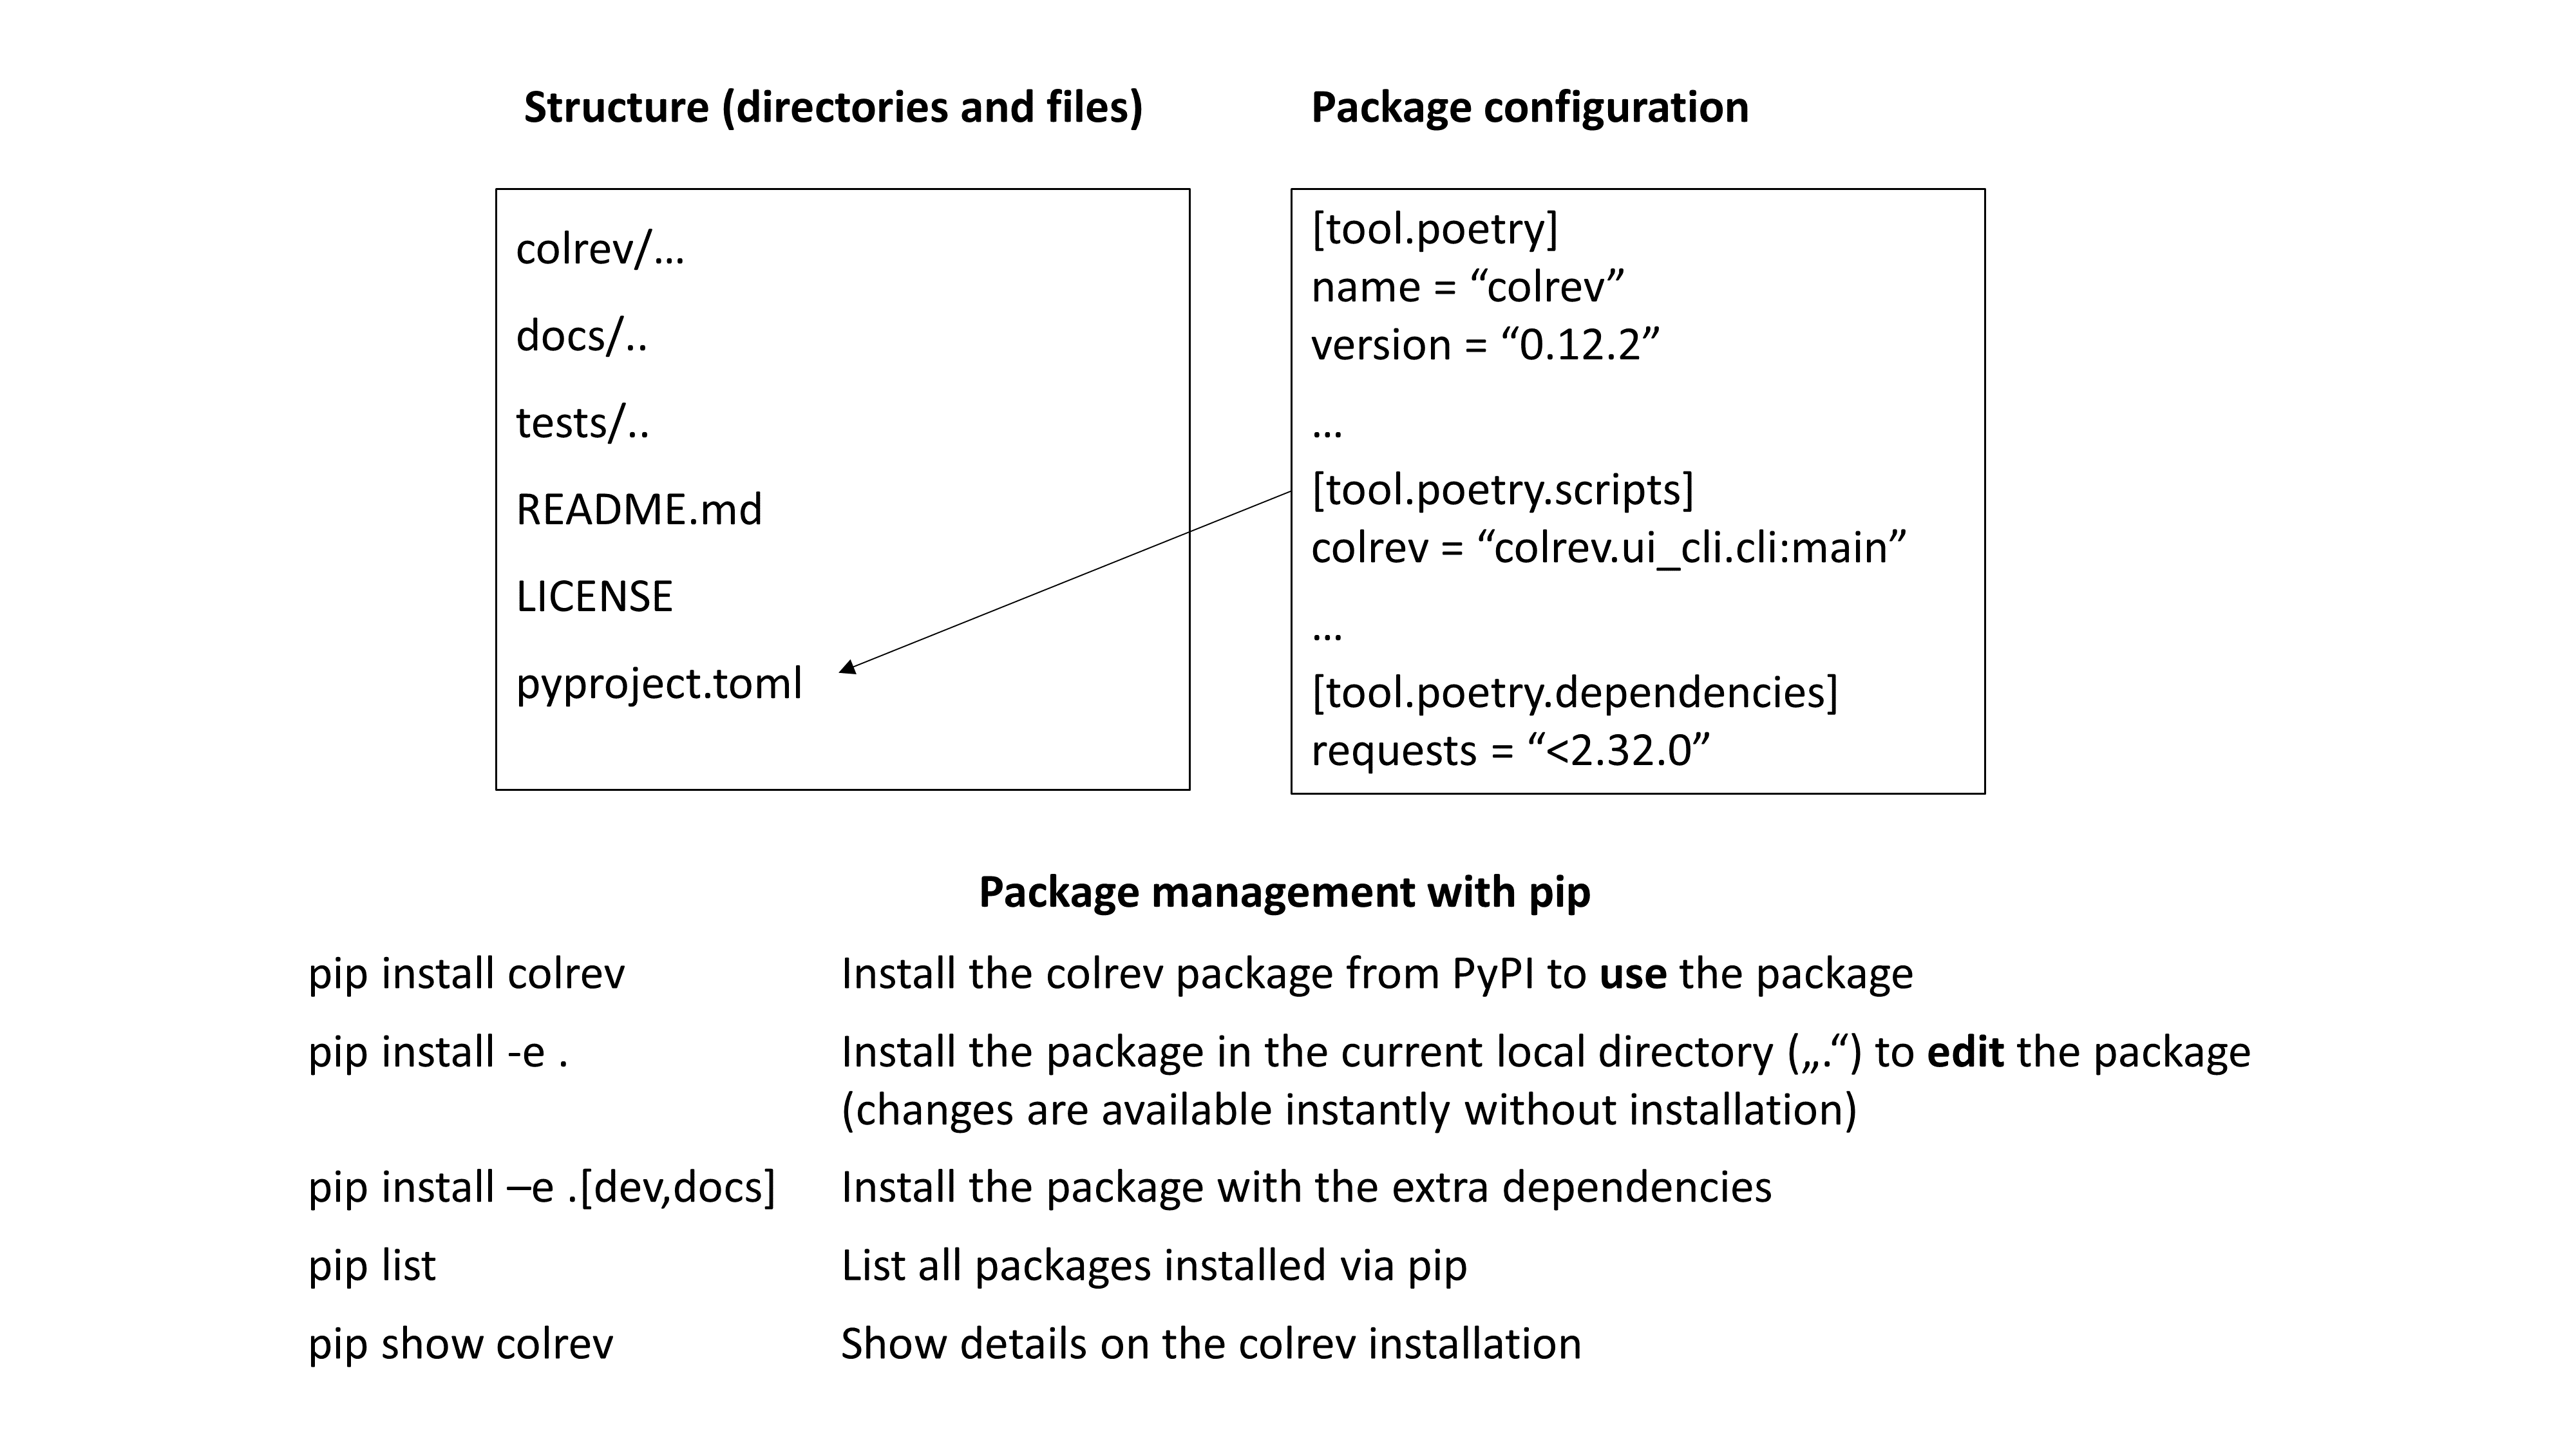 Structure (directories and files)
Package configuration
colrev/…
docs/..
tests/..
README.md
LICENSE
pyproject.toml
[tool.poetry]
name = “colrev”
version = “0.12.2”
…
[tool.poetry.scripts]
colrev = “colrev.ui_cli.cli:main”
…
[tool.poetry.dependencies]
requests = “<2.32.0”
Package management with pip
pip install colrev Install the colrev package from PyPI to use the package
pip install -e . Install the package in the current local directory („.“) to edit the package
(changes are available instantly without installation)
pip install –e .[dev,docs] Install the package with the extra dependencies
pip list List all packages installed via pip
pip show colrev Show details on the colrev installation